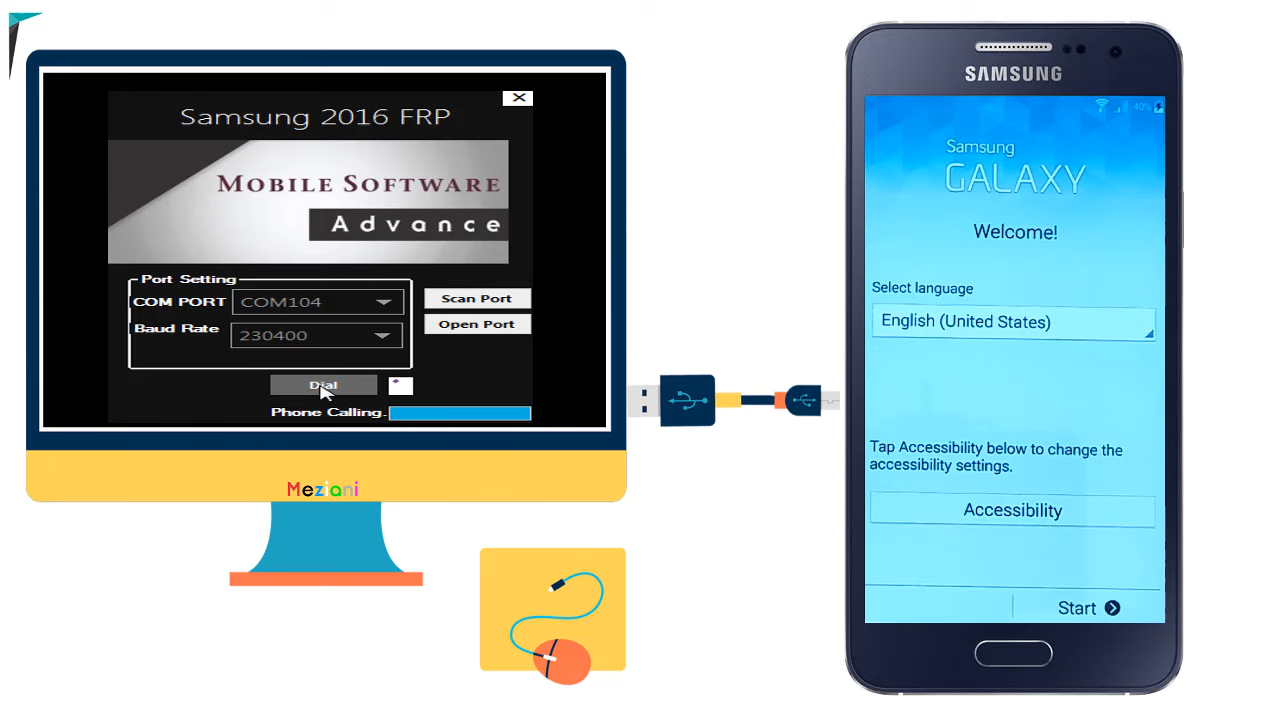 Samsung 2016 FRP
MOBILE SOFTWARE
Advance
Port Setting
COM PORT
COM104
Scan Port
Baud Rate
230400
Open Port
Dial
Phone Calling.
Meziani
SAMSUNG
40%
Samsung
GALAXY
Welcome!
Select language
English (United States)
Tap Accessibility below to change the
accessibility settings.
Accessibility
Start